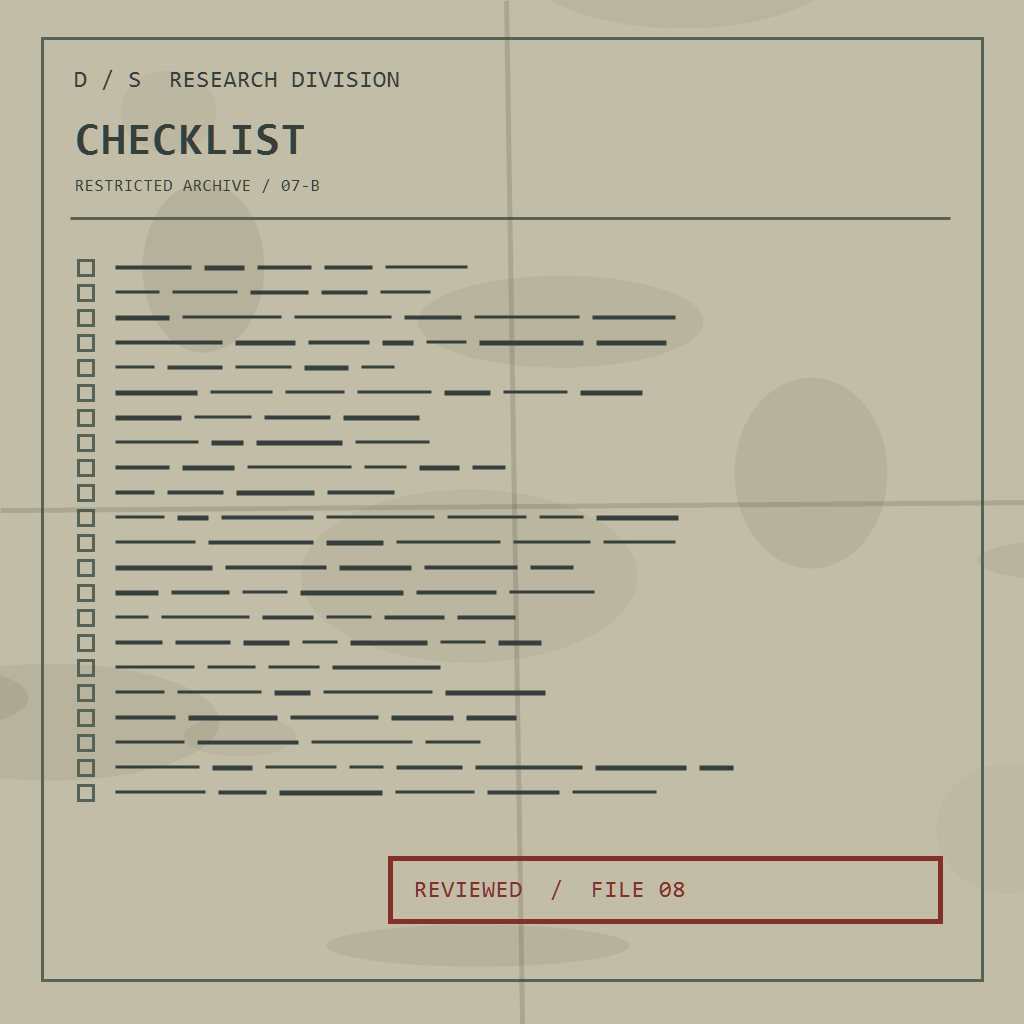 D / S RESEARCH DIVISION
CHECKLIST
RESTRICTED ARCHIVE / 07-B
REVIEWED / FILE 08